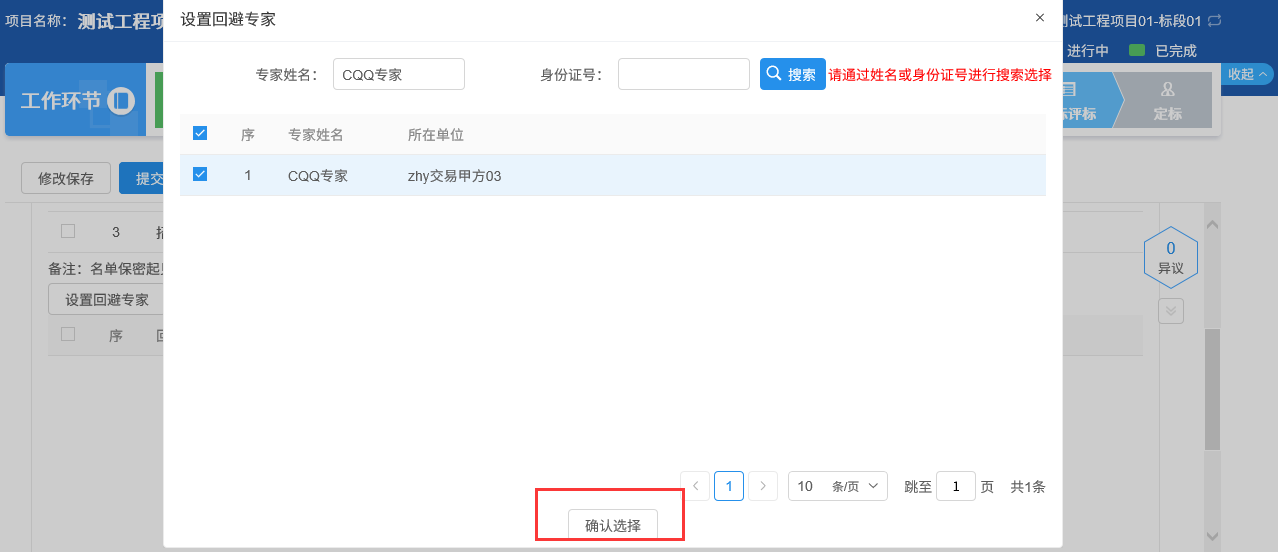 项目名称: 测试工程项
设置回避专家
×
测试工程项目01-标段01
进行中
已完成
工作环节
专家姓名:
CQQ专家
身份证号:
搜索
请通过姓名或身份证号进行搜索选择
标评标
定标
收起
序
专家姓名
所在单位
修改保存
提交
1
CQQ专家
zhy交易甲方03
3
备注: 名单保密起见
0
异议
设置回避专家
序
1
10
条/页
跳至
1
页
共1条
确认选择